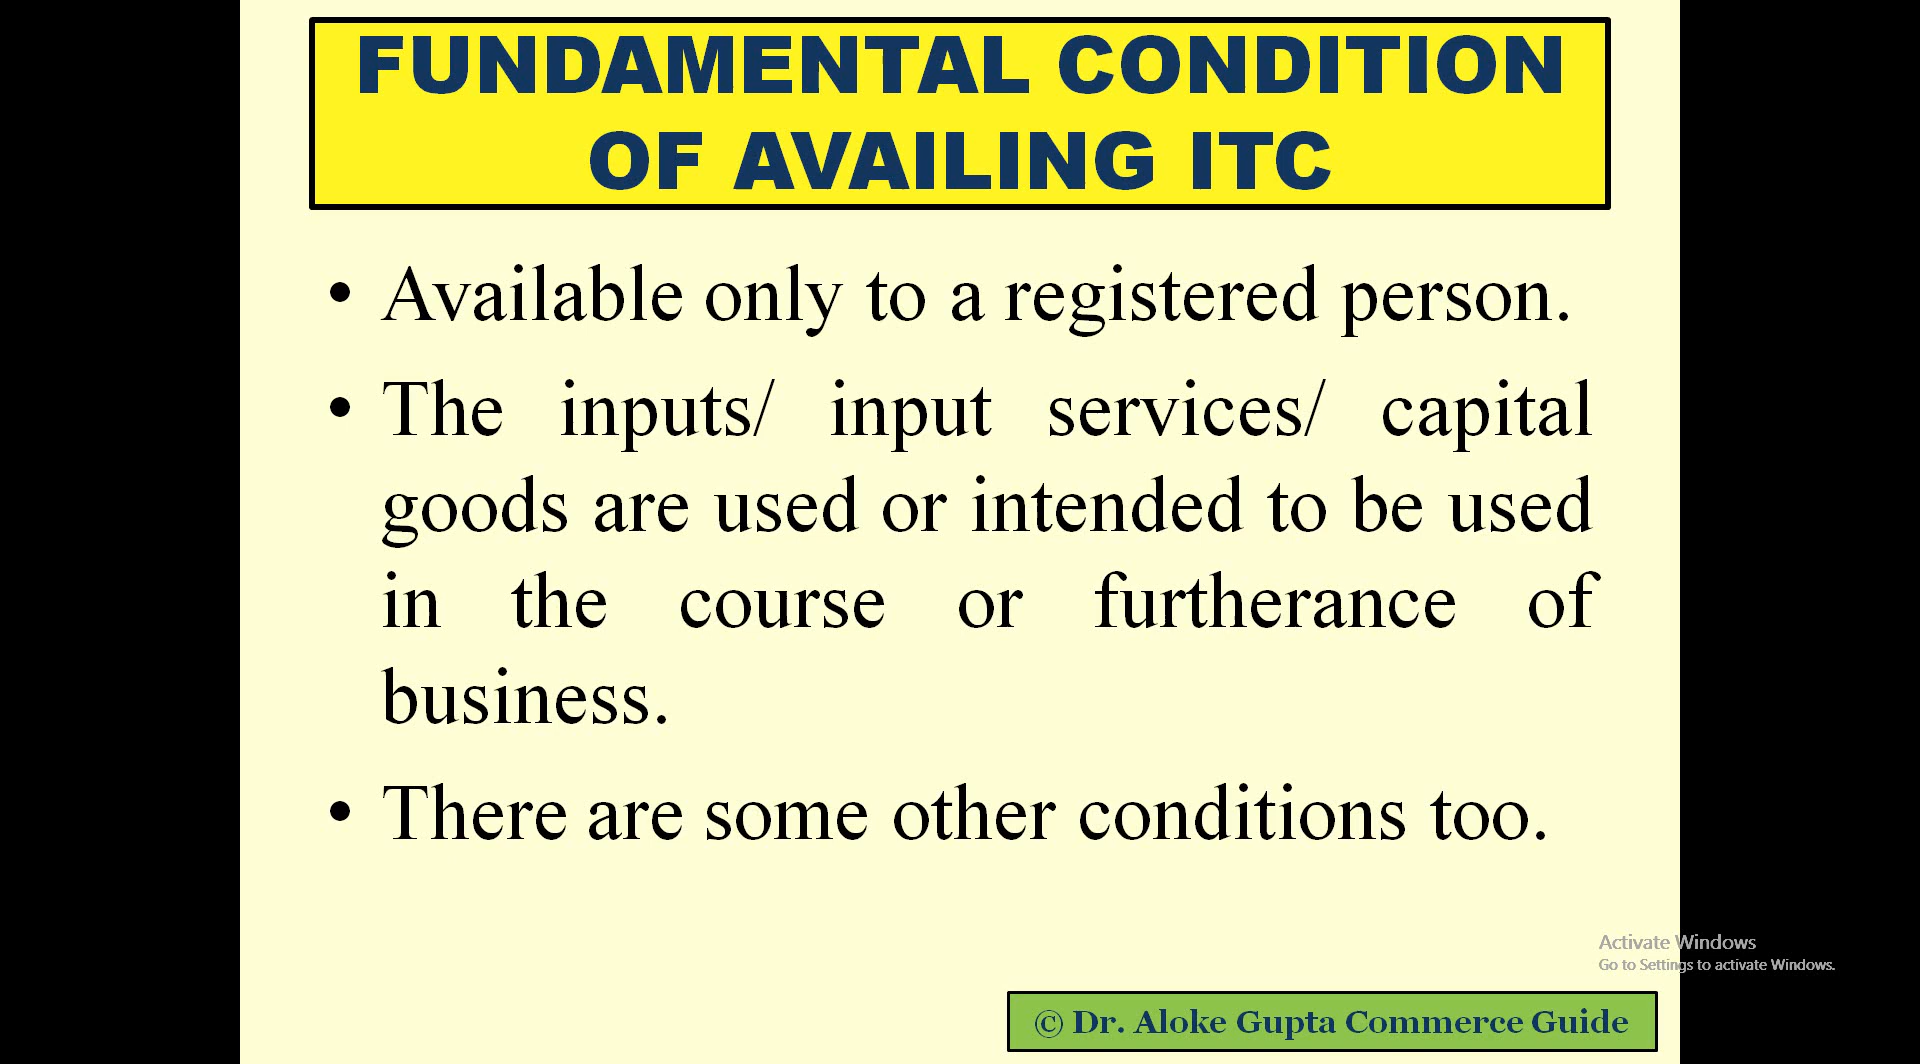 FUNDAMENTAL CONDITION
OF AVAILING ITC
• Available only to a registered person.
• The inputs/ input services/ capital
goods are used or intended to be used
in the course or furtherance of
business.
• There are some other conditions too.
Activate Windows
Go to Settings to activate Windows.
© Dr. Aloke Gupta Commerce Guide